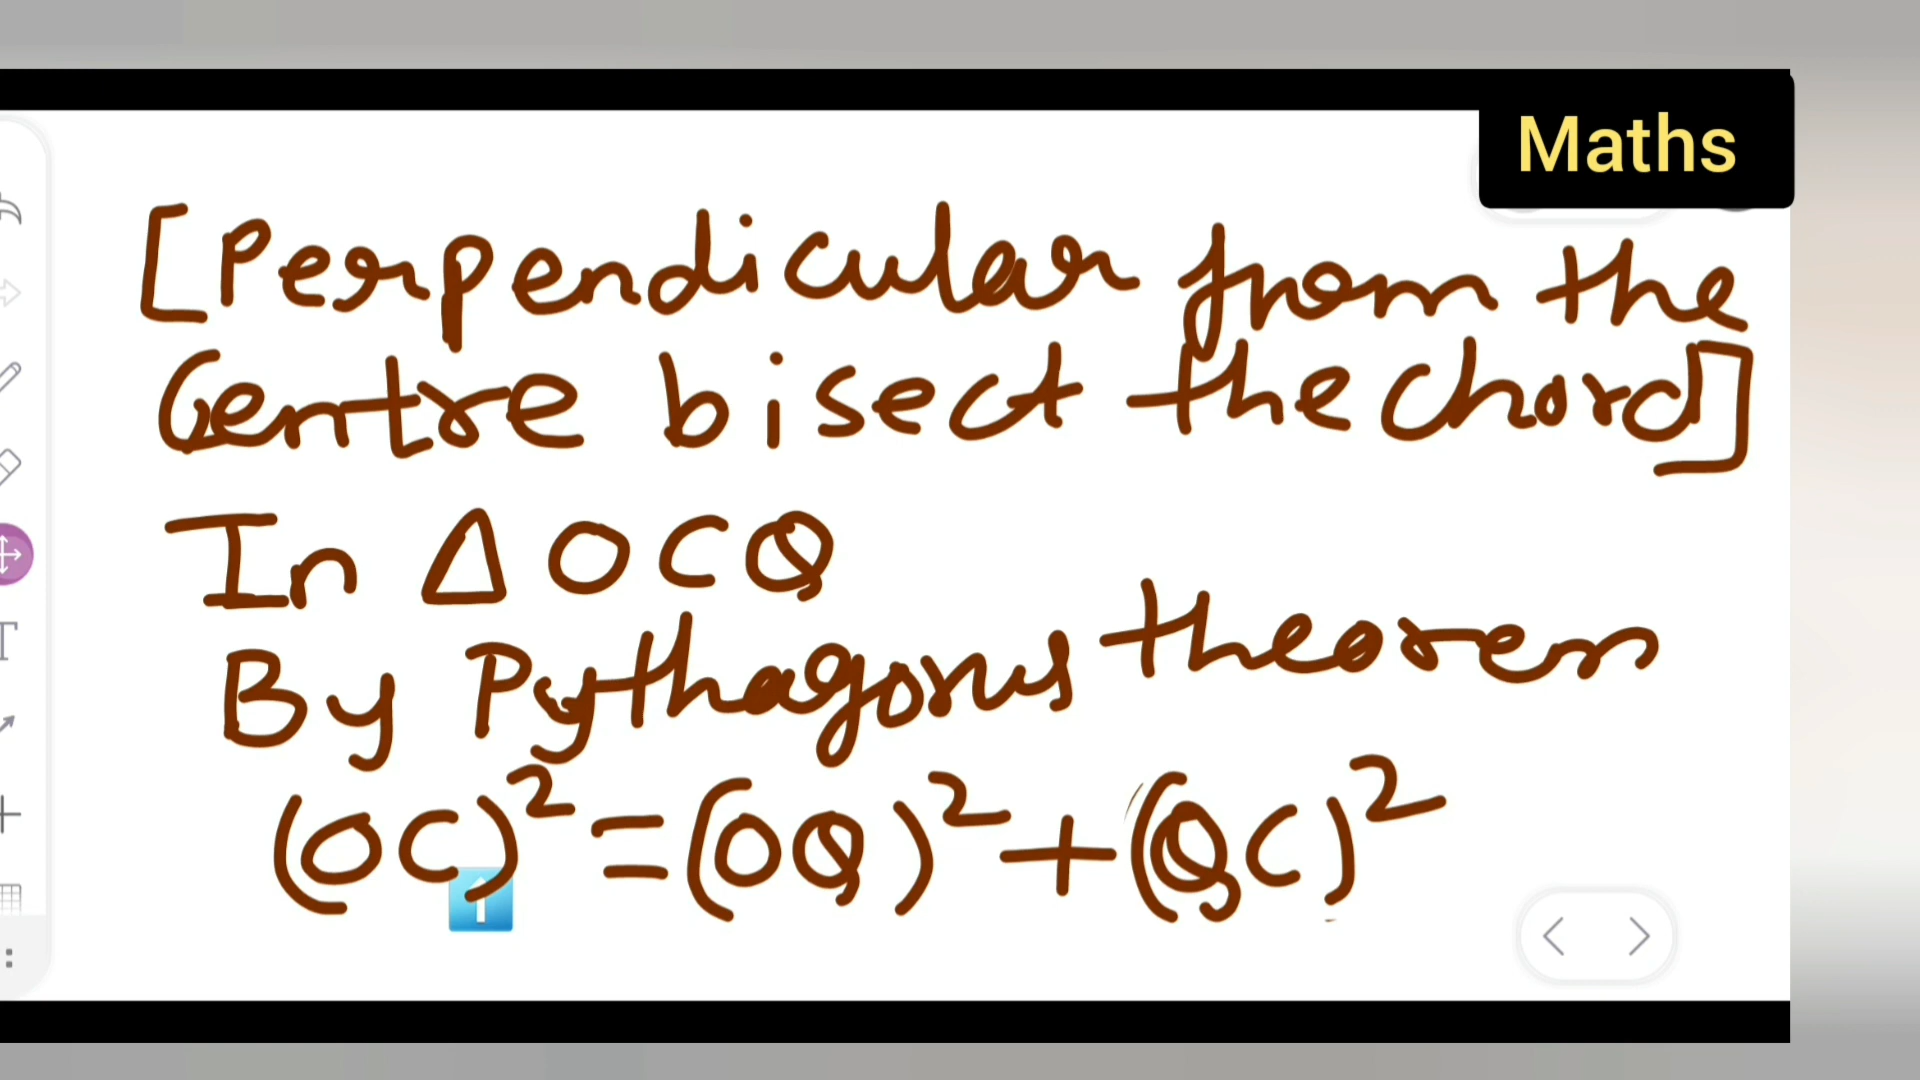 Maths
[Perpendicular from the
Centre bisect the chord]
In △OCQ
By Pythagorus theorem
(OC)²=(OQ)²+(QC)²